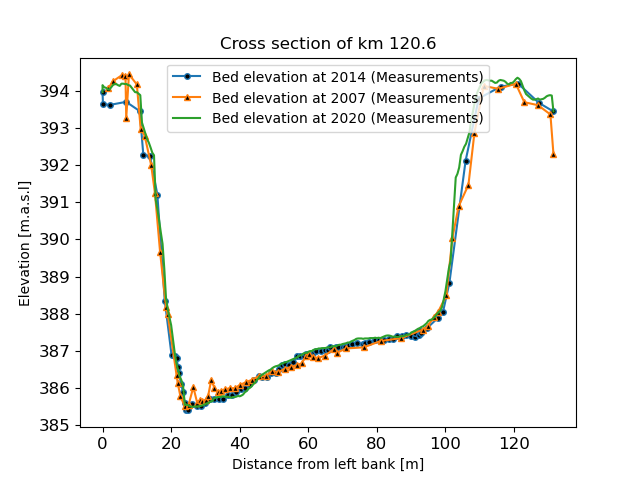 Cross section of km 120.6
Bed elevation at 2014 (Measurements)
Bed elevation at 2007 (Measurements)
Bed elevation at 2020 (Measurements)
Elevation [m.a.s.l]
394
393
392
391
390
389
388
387
386
385
0 20 40 60 80 100 120
Distance from left bank [m]